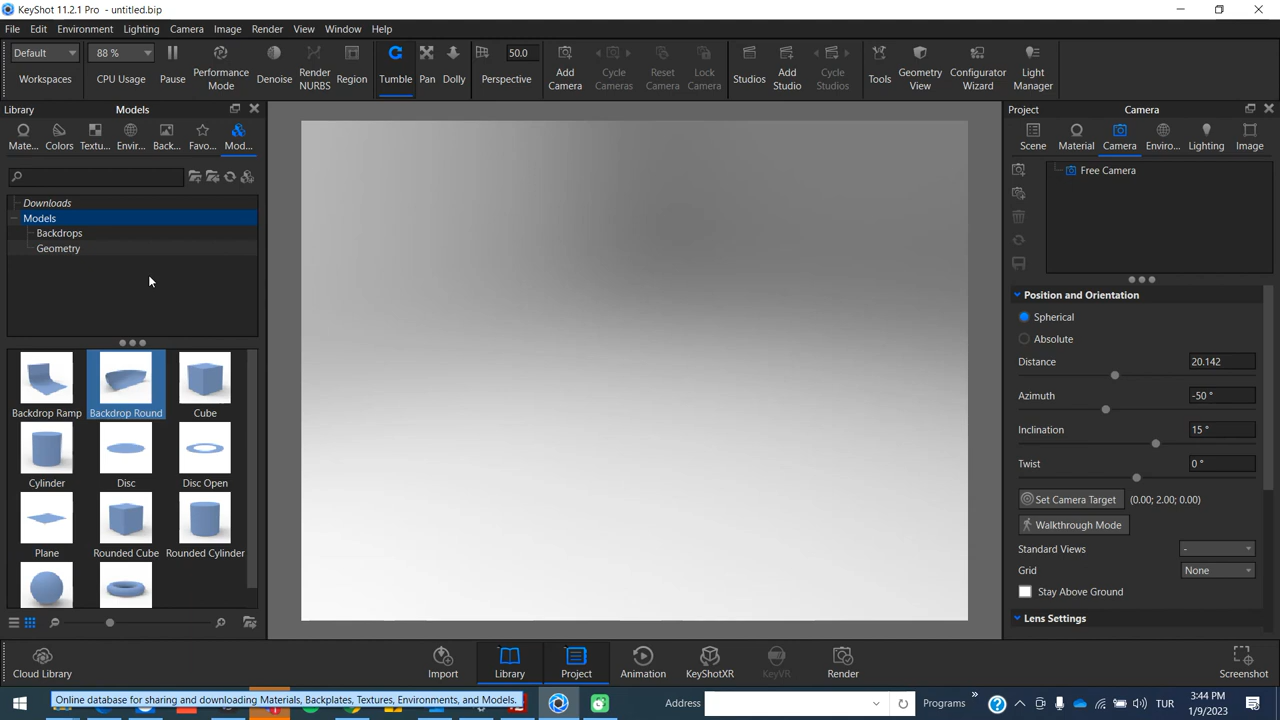 KeyShot 11.2.1 Pro - untitled.bip
File Edit Environment Lighting Camera Image Render View Window Help
Default 88 % 50.0
Workspaces CPU Usage Pause Performance Mode Denoise Render NURBS Region Tumble Pan Dolly Perspective Add Camera Cycle Cameras Reset Camera Lock Camera Studios Add Studio Cycle Studios Tools Geometry View Configurator Wizard Light Manager
Library Models Project Camera
Mate... Colors Textu... Envir... Back... Favo... Mod... Scene Material Camera Enviro... Lighting Image
Free Camera
Downloads
Models
Backdrops
Geometry
Position and Orientation
Spherical
Absolute
Distance 20.142
Azimuth -50 °
Backdrop Ramp Backdrop Round Cube
Inclination 15 °
Twist 0 °
Cylinder Disc Disc Open
Set Camera Target (0.00; 2.00; 0.00)
Walkthrough Mode
Standard Views -
Plane Rounded Cube Rounded Cylinder
Grid None
Stay Above Ground
Lens Settings
Cloud Library Import Library Project Animation KeyShotXR KeyVR Render Screenshot
Online database for sharing and downloading Materials, Backplates, Textures, Environments, and Models.
Address Programs TUR 3:44 PM
1/9/2023